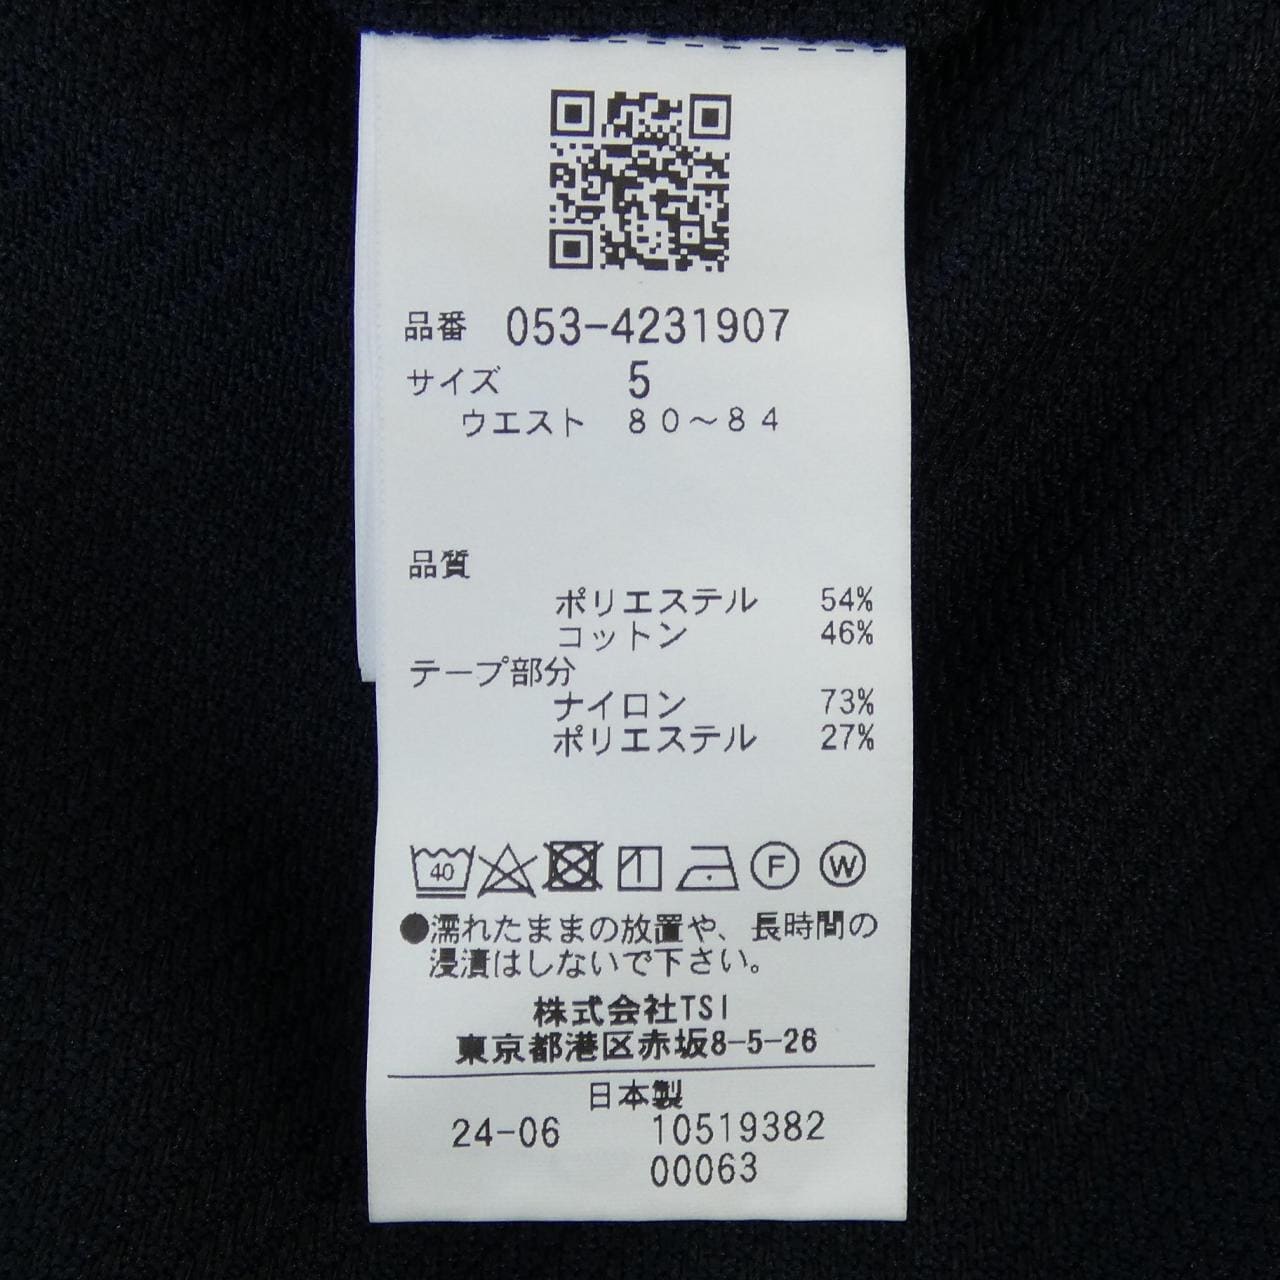 品番 053-4231907
サイズ 5
ウエスト 80～84
品質
ポリエステル 54%
コットン 46%
テープ部分
ナイロン 73%
ポリエステル 27%
40 F W
●濡れたままの放置や、長時間の
浸漬はしないで下さい。
株式会社TSI
東京都港区赤坂8-5-26
日本製
24-06 10519382
00063